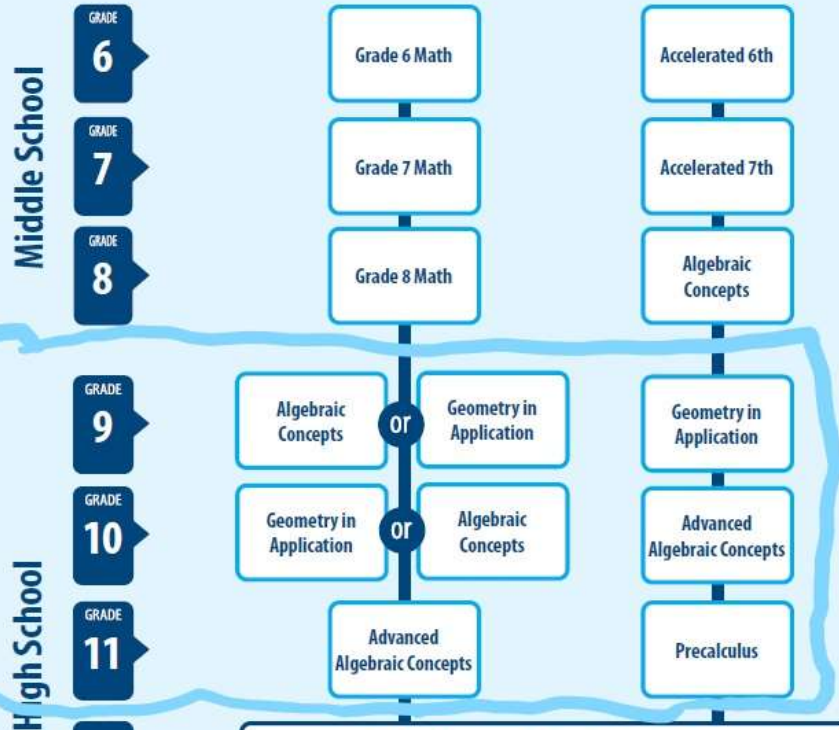 Middle School
GRADE
6
Grade 6 Math
Accelerated 6th
GRADE
7
Grade 7 Math
Accelerated 7th
GRADE
8
Grade 8 Math
Algebraic
Concepts
High School
GRADE
9
Algebraic
Concepts
or
Geometry in
Application
Geometry in
Application
GRADE
10
Geometry in
Application
or
Algebraic
Concepts
Advanced
Algebraic Concepts
GRADE
11
Advanced
Algebraic Concepts
Precalculus